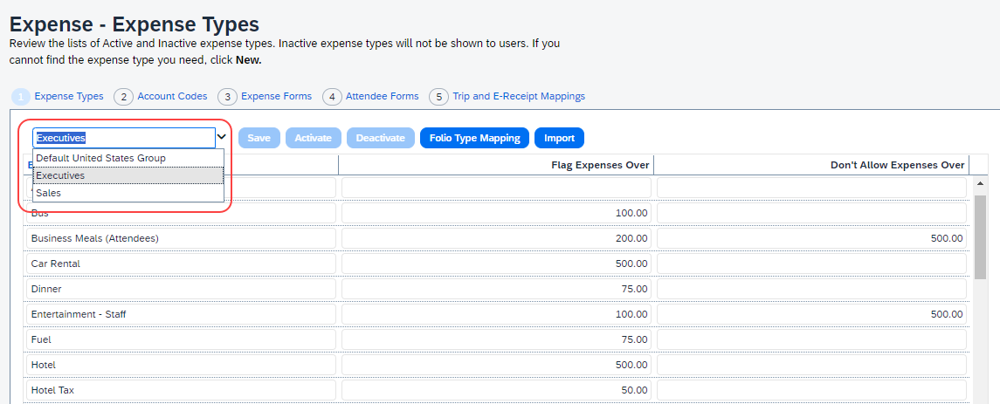 Expense - Expense Types
Review the lists of Active and Inactive expense types. Inactive expense types will not be shown to users. If you
cannot find the expense type you need, click New.
1 Expense Types 2 Account Codes 3 Expense Forms 4 Attendee Forms 5 Trip and E-Receipt Mappings
Executives Save Activate Deactivate Folio Type Mapping Import
Default United States Group
Executives
Sales
Flag Expenses Over Don't Allow Expenses Over
Bus 100.00
Business Meals (Attendees) 200.00 500.00
Car Rental 500.00
Dinner 75.00
Entertainment - Staff 100.00 500.00
Fuel 75.00
Hotel 500.00
Hotel Tax 50.00